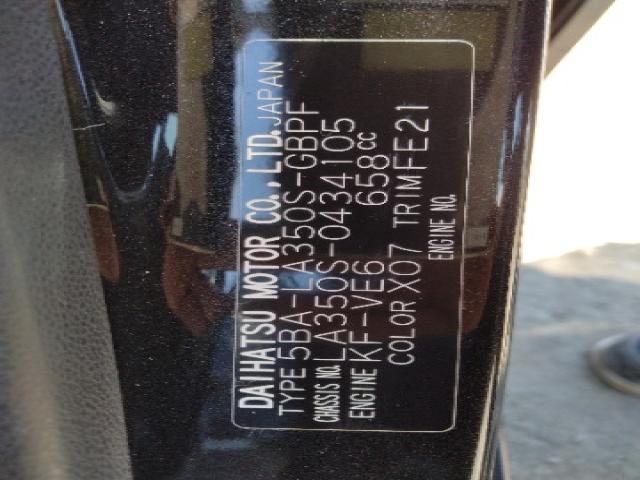 DAIHATSU MOTOR CO., LTD. JAPAN
TYPE 5BA-LA350S-GBPF
CHASSIS NO. LA350S-0434105
ENGINE KF-VE6 658cc
COLOR X07 TRIM FE21
ENGINE NO.